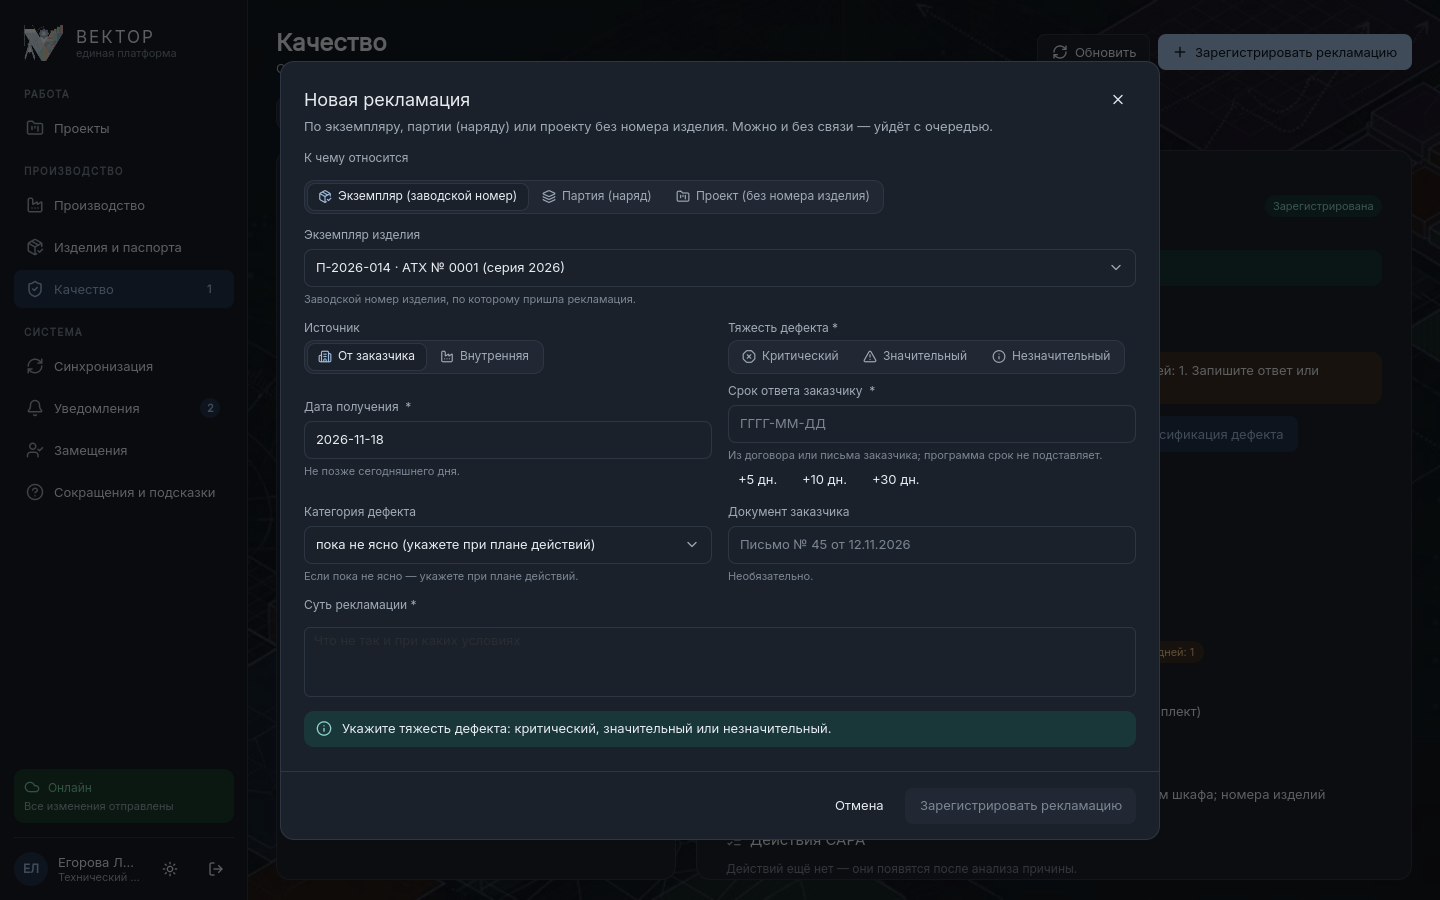 ВЕКТОР
единая платформа
РАБОТА
Проекты
ПРОИЗВОДСТВО
Производство
Изделия и паспорта
Качество 1
СИСТЕМА
Синхронизация
Уведомления 2
Замещения
Сокращения и подсказки
Онлайн
Все изменения отправлены
ЕЛ
Егорова Л...
Технический ...
Качество
Обновить
Зарегистрировать рекламацию
Новая рекламация
По экземпляру, партии (наряду) или проекту без номера изделия. Можно и без связи — уйдёт с очередью.
К чему относится
Экземпляр (заводской номер) Партия (наряд) Проект (без номера изделия)
Экземпляр изделия
П-2026-014 · АТХ № 0001 (серия 2026)
Заводской номер изделия, по которому пришла рекламация.
Источник
От заказчика Внутренняя
Тяжесть дефекта *
Критический Значительный Незначительный
Дата получения *
2026-11-18
Не позже сегодняшнего дня.
Срок ответа заказчику *
ГГГГ-ММ-ДД
Из договора или письма заказчика; программа срок не подставляет.
+5 дн. +10 дн. +30 дн.
Категория дефекта
пока не ясно (укажете при плане действий)
Если пока не ясно — укажете при плане действий.
Документ заказчика
Письмо № 45 от 12.11.2026
Необязательно.
Суть рекламации *
Что не так и при каких условиях
Укажите тяжесть дефекта: критический, значительный или незначительный.
Отмена
Зарегистрировать рекламацию
Зарегистрирована
ей: 1. Запишите ответ или
сификация дефекта
дней: 1
плект)
м шкафа; номера изделий
Действия CAPA
Действий ещё нет — они появятся после анализа причины.